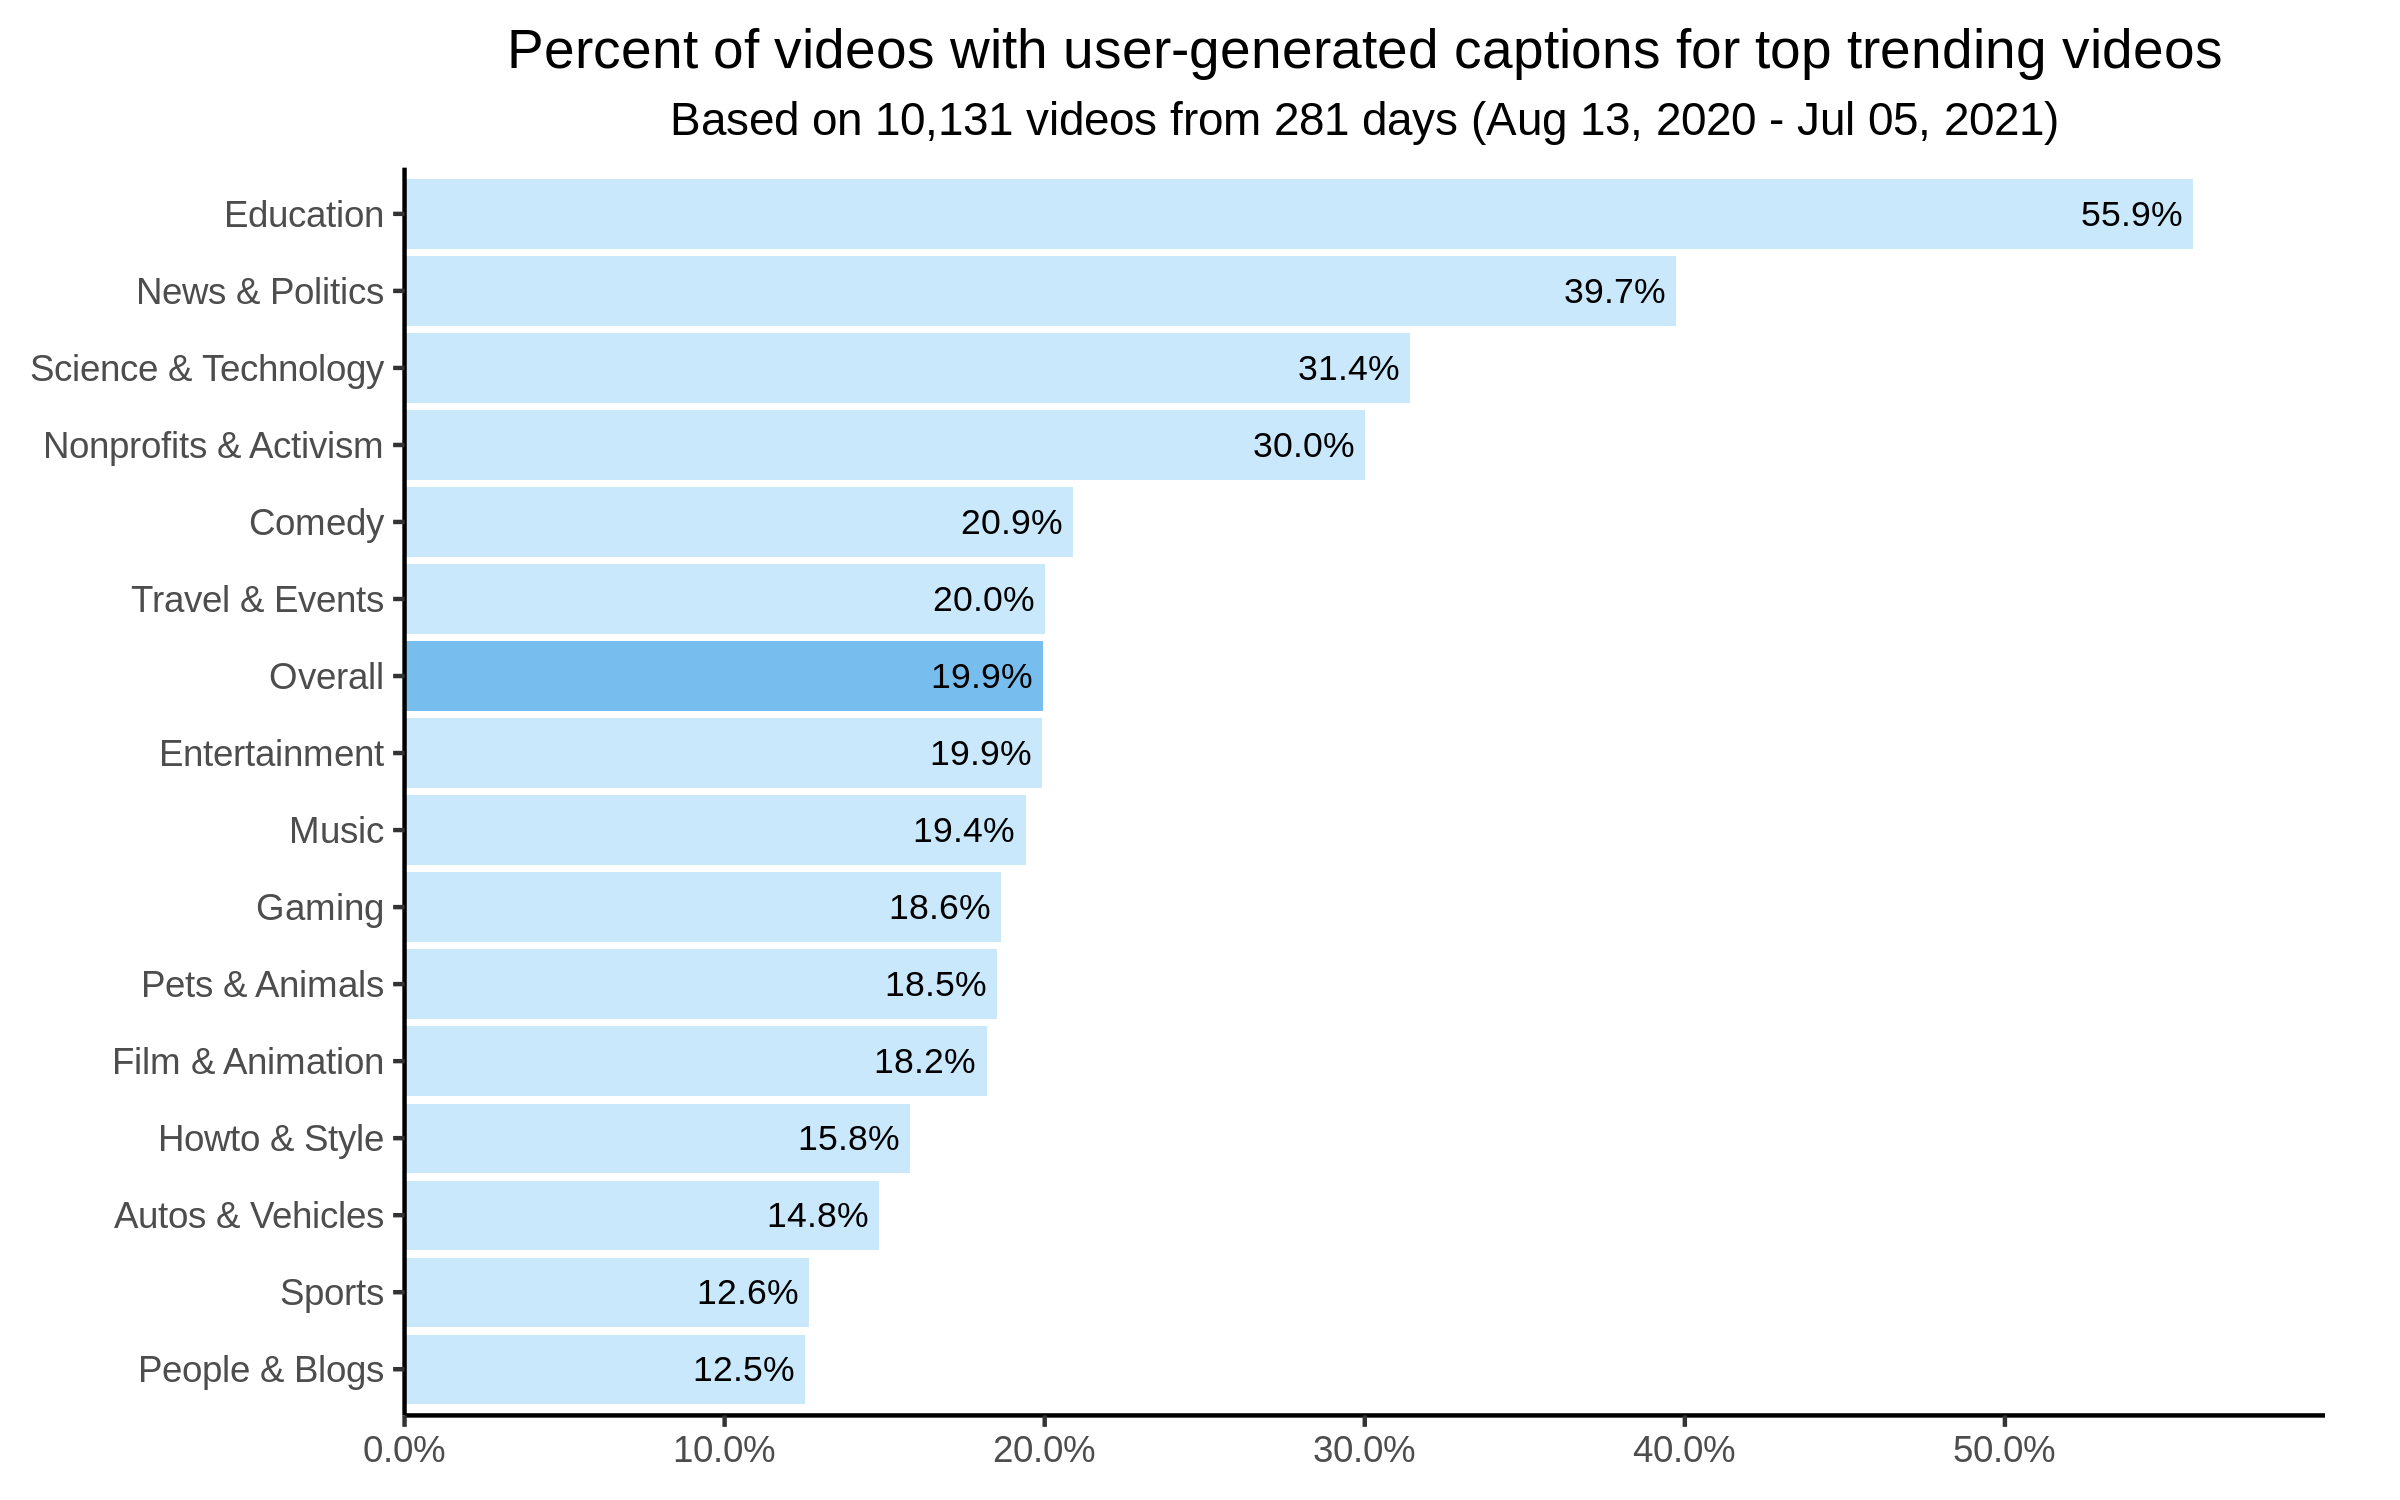 Percent of videos with user-generated captions for top trending videos
Based on 10,131 videos from 281 days (Aug 13, 2020 - Jul 05, 2021)
Education 55.9%
News & Politics 39.7%
Science & Technology 31.4%
Nonprofits & Activism 30.0%
Comedy 20.9%
Travel & Events 20.0%
Overall 19.9%
Entertainment 19.9%
Music 19.4%
Gaming 18.6%
Pets & Animals 18.5%
Film & Animation 18.2%
Howto & Style 15.8%
Autos & Vehicles 14.8%
Sports 12.6%
People & Blogs 12.5%
0.0% 10.0% 20.0% 30.0% 40.0% 50.0%